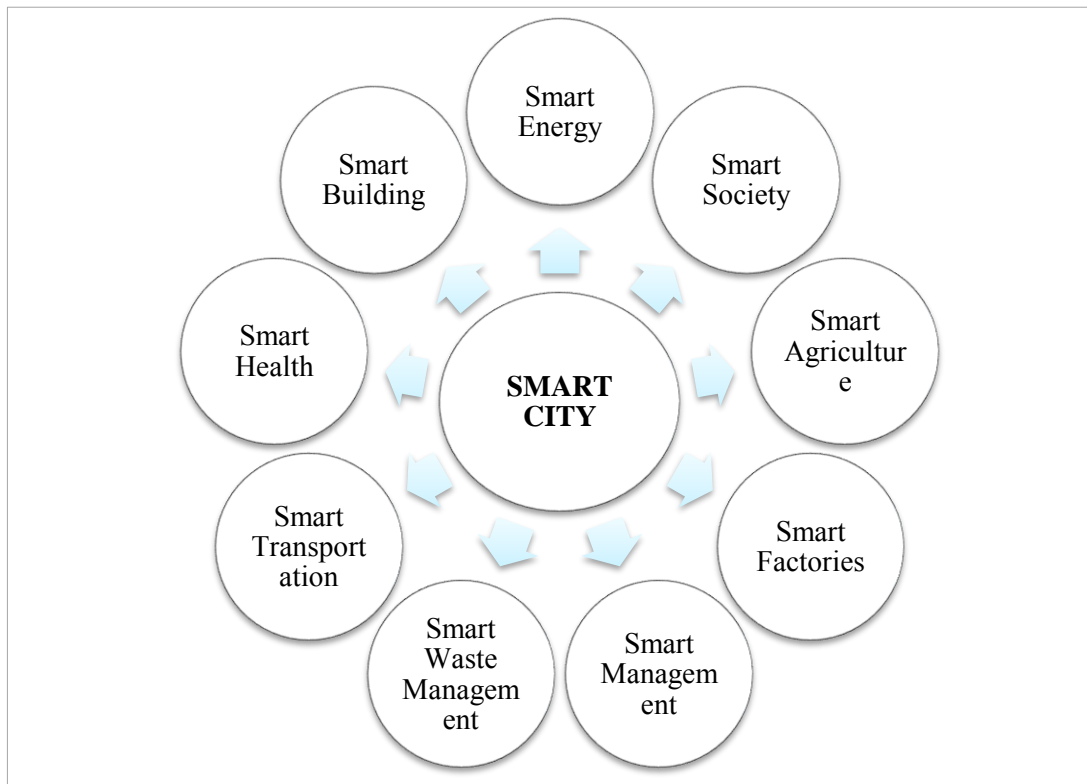 Smart
Energy
Smart
Society
Smart
Agricultur
e
Smart
Factories
Smart
Managem
ent
Smart
Waste
Managem
ent
Smart
Transport
ation
Smart
Health
Smart
Building
SMART
CITY